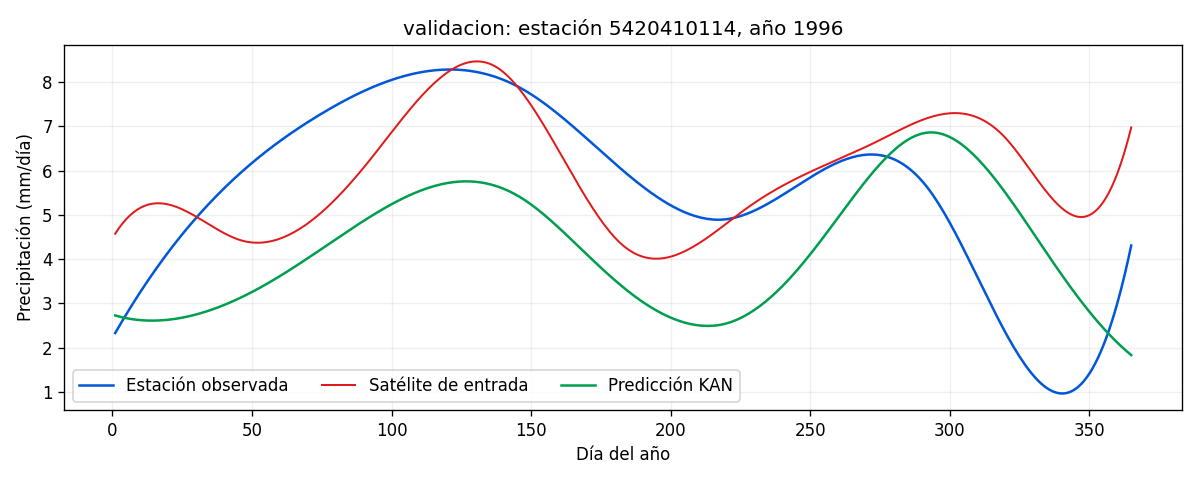 validacion: estación 5420410114, año 1996
Precipitación (mm/día)
8
7
6
5
4
3
2
1
Estación observada Satélite de entrada Predicción KAN
0 50 100 150 200 250 300 350
Día del año